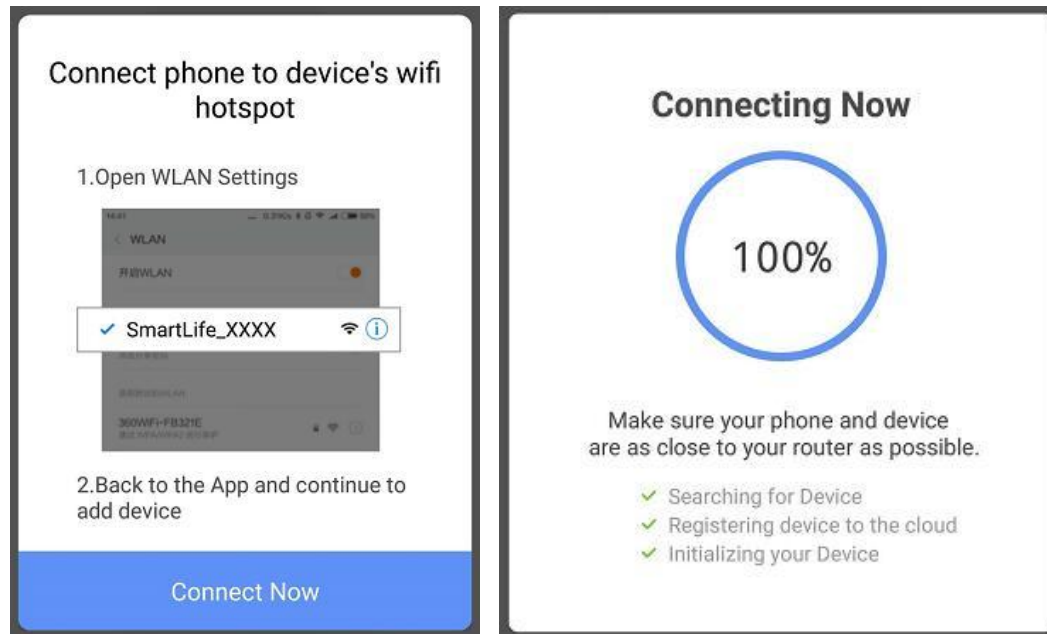 Connect phone to device's wifi
hotspot
1.Open WLAN Settings
WLAN
开启WLAN
SmartLife_XXXX
360WiFi-FB321E
2.Back to the App and continue to
add device
Connect Now
Connecting Now
100%
Make sure your phone and device
are as close to your router as possible.
Searching for Device
Registering device to the cloud
Initializing your Device